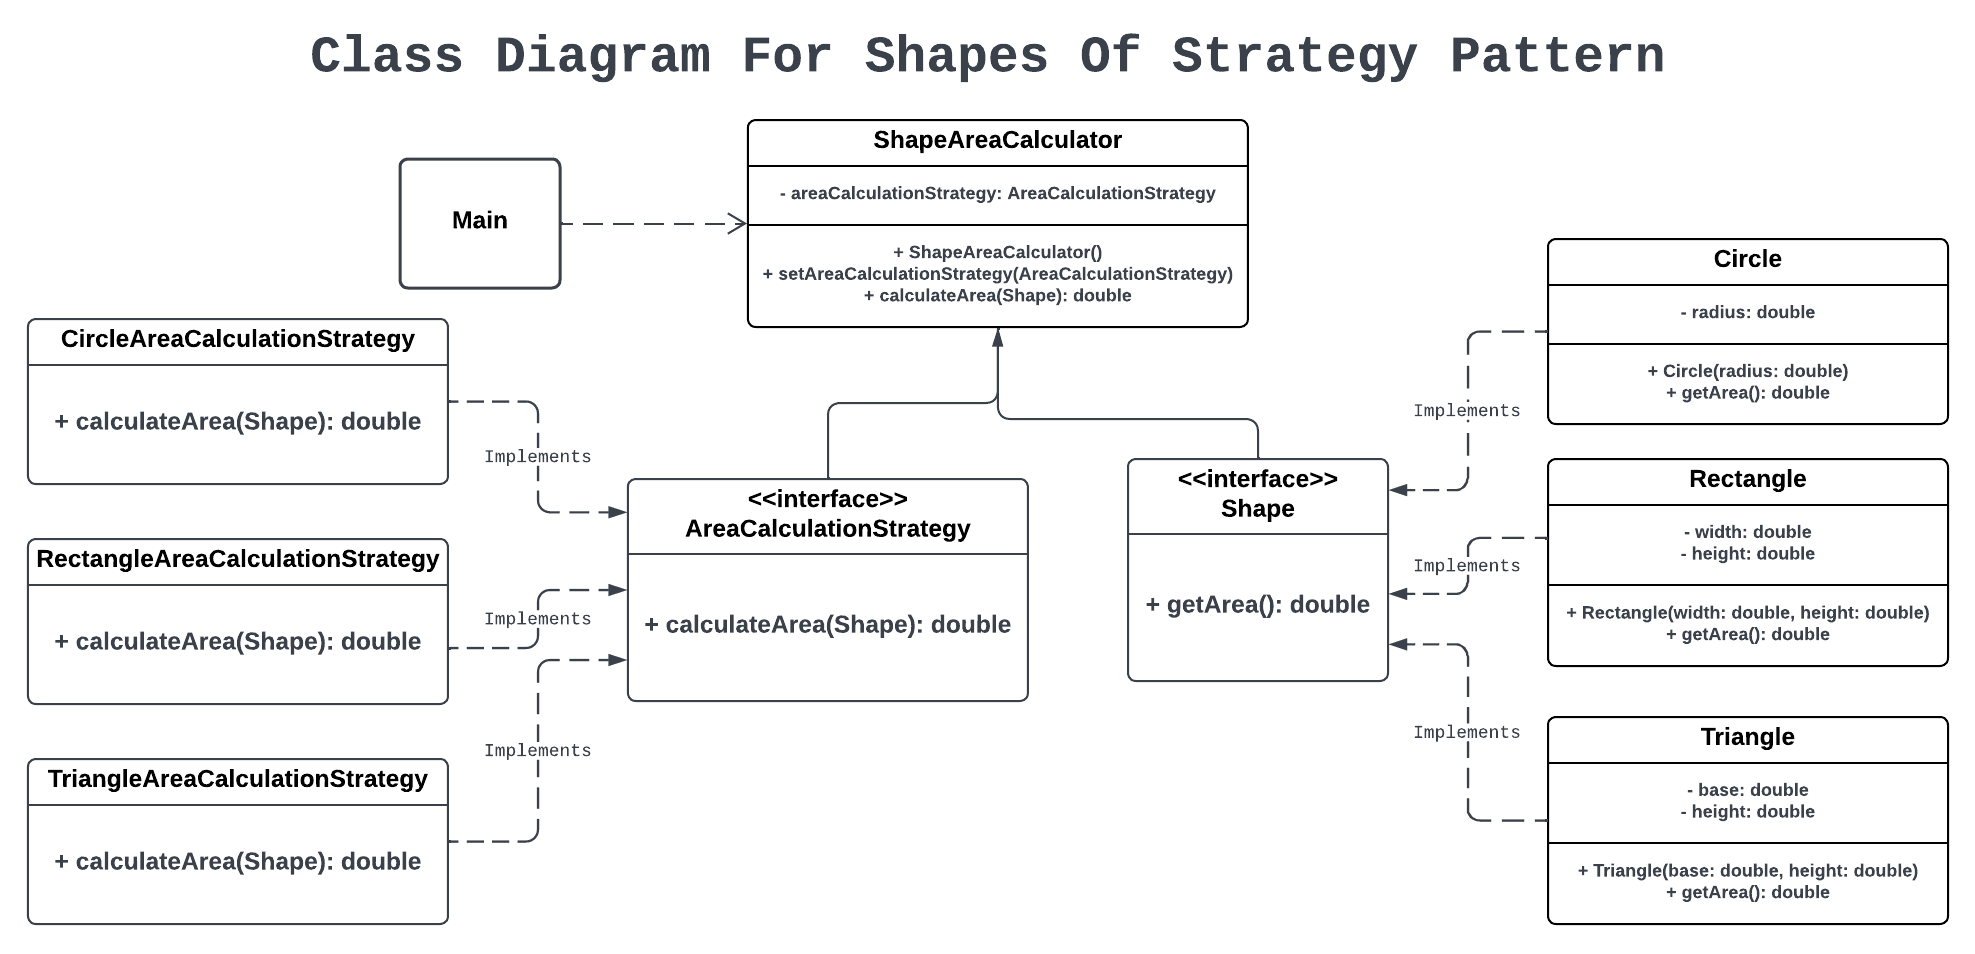 Class Diagram For Shapes Of Strategy Pattern
Main
ShapeAreaCalculator
- areaCalculationStrategy: AreaCalculationStrategy
+ ShapeAreaCalculator()
+ setAreaCalculationStrategy(AreaCalculationStrategy)
+ calculateArea(Shape): double
CircleAreaCalculationStrategy
+ calculateArea(Shape): double
Implements
RectangleAreaCalculationStrategy
+ calculateArea(Shape): double
Implements
TriangleAreaCalculationStrategy
+ calculateArea(Shape): double
Implements
<<interface>>
AreaCalculationStrategy
+ calculateArea(Shape): double
<<interface>>
Shape
+ getArea(): double
Circle
- radius: double
+ Circle(radius: double)
+ getArea(): double
Implements
Rectangle
- width: double
- height: double
+ Rectangle(width: double, height: double)
+ getArea(): double
Implements
Triangle
- base: double
- height: double
+ Triangle(base: double, height: double)
+ getArea(): double
Implements